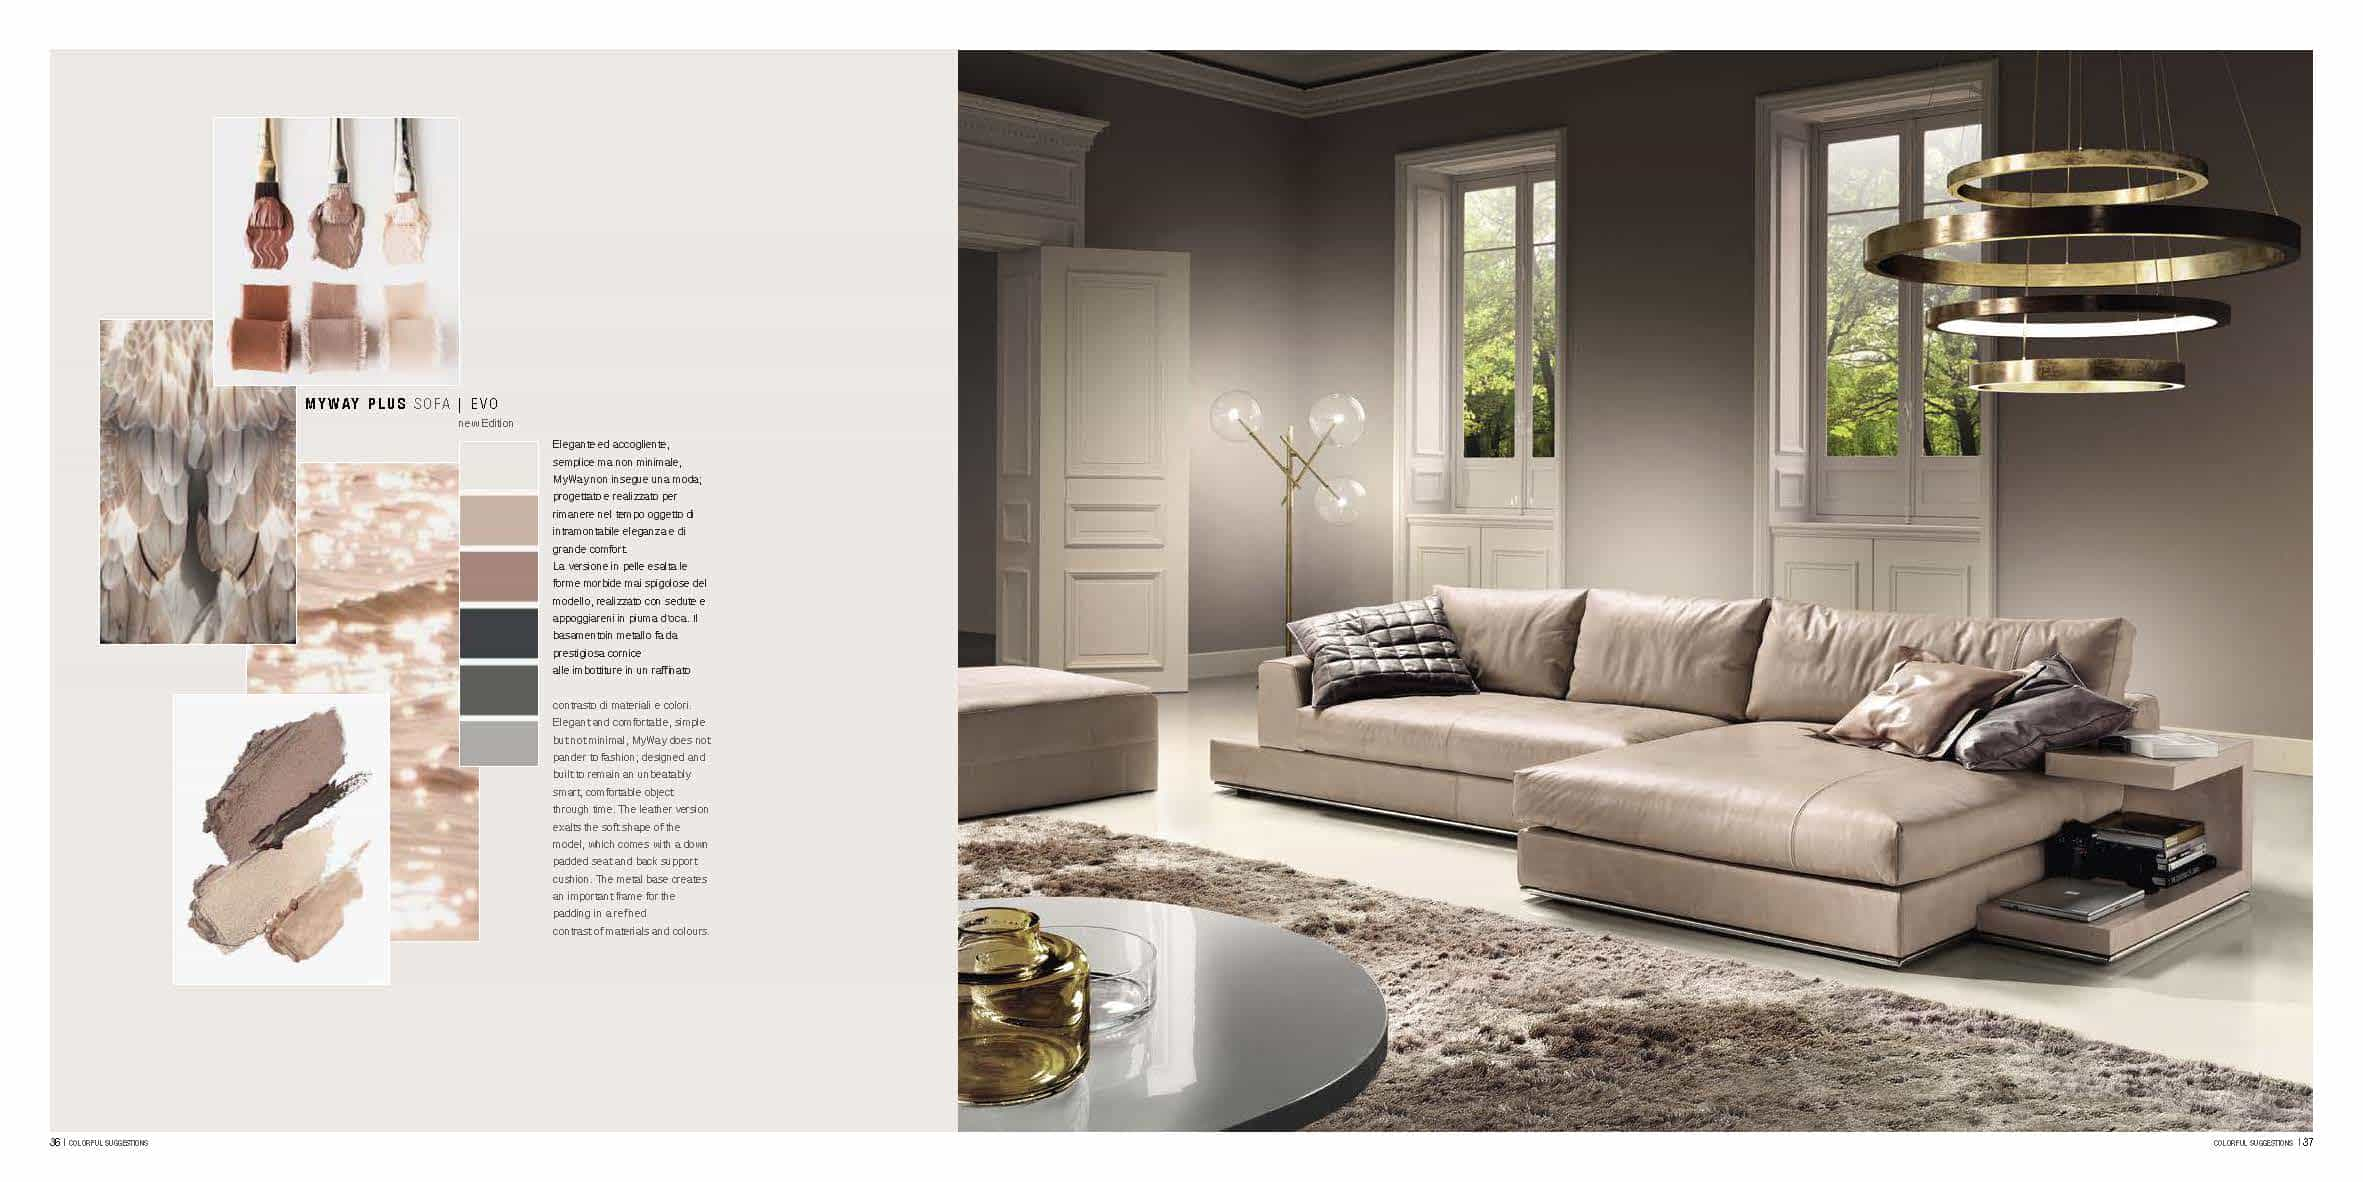 MYWAY PLUS SOFA | EVO
new Edition
Elegante ed accogliente,
semplice ma non minimale,
MyWay non insegue una moda;
progettato e realizzato per
rimanere nel tempo oggetto di
intramontabile eleganza e di
grande comfort.
La versione in pelle esalta le
forme morbide mai spigolose del
modello, realizzato con sedute e
appoggiareni in piuma d'oca. Il
basamentoin metallo fa da
prestigiosa cornice
alle imbottiture in un raffinato
contrasto di materiali e colori.
Elegant and comfortable, simple
but not minimal, MyWay does not
pander to fashion; designed and
built to remain an unbeatably
smart, comfortable object
through time. The leather version
exalts the soft shape of the
model, which comes with a down
padded seat and back support
cushion. The metal base creates
an important frame for the
padding in a refined
contrast of materials and colours.
36 | COLORFUL SUGGESTIONS
COLORFUL SUGGESTIONS | 37